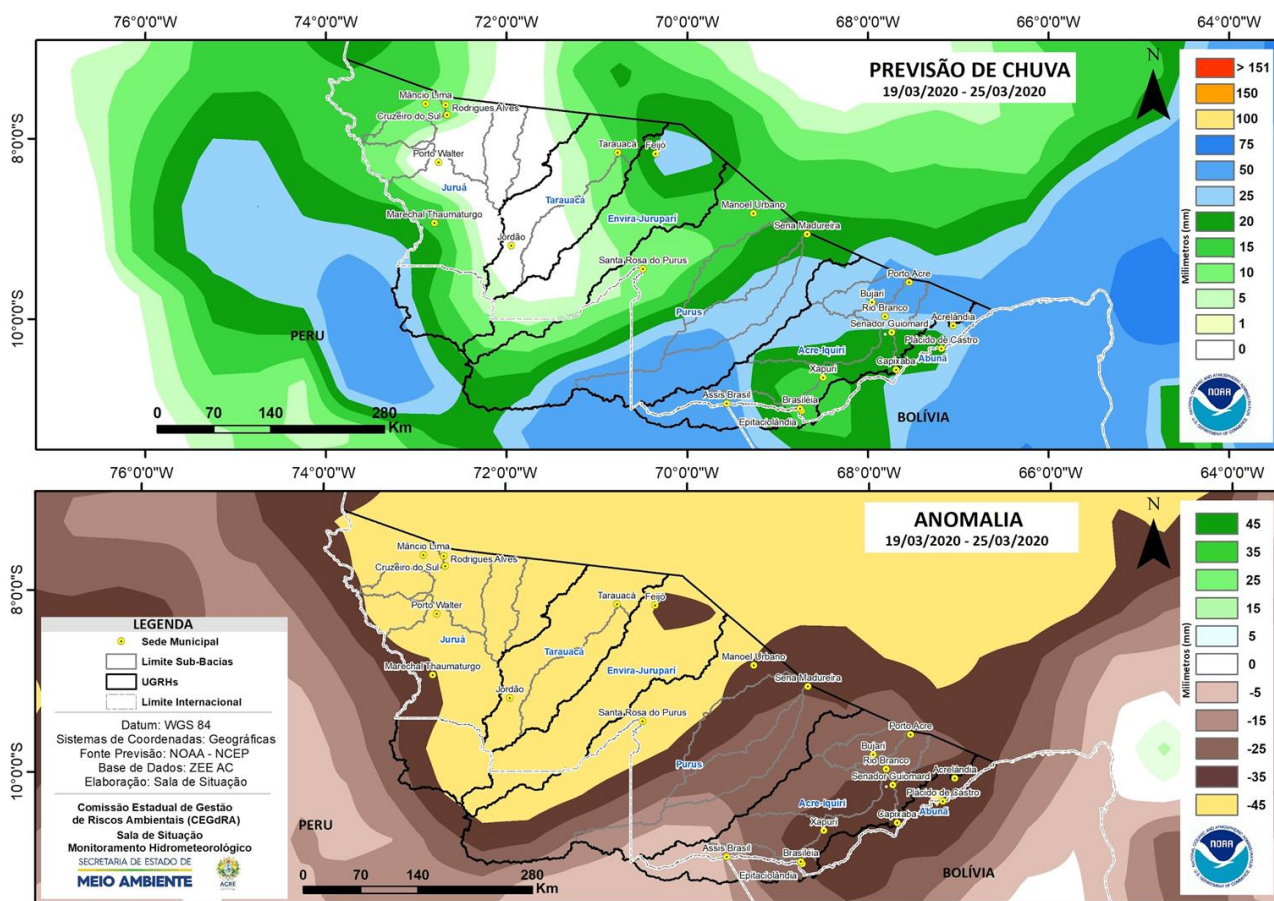 76°0'0"W 74°0'0"W 72°0'0"W 70°0'0"W 68°0'0"W 66°0'0"W 64°0'0"W
PREVISÃO DE CHUVA
19/03/2020 - 25/03/2020
N
> 151
150
100
75
50
25
20
15
10
5
1
0
Milímetros (mm)
8°0'0"S
10°0'0"S
Mâncio Lima
Rodrigues Alves
Cruzeiro do Sul
Porto Walter
Juruá
Marechal Thaumaturgo
Jordão
Tarauacá
Feijó
Tarauacá
Envira-Jurupari
Manoel Urbano
Sena Madureira
Santa Rosa do Purus
Purus
Porto Acre
Bujari
Rio Branco
Senador Guiomard
Acrelândia
Plácido de Castro
Acre-Iquiri
Abunã
Capixaba
Xapuri
Assis Brasil
Brasiléia
Epitaciolândia
PERU
BOLÍVIA
0 70 140 280
Km
NOAA
76°0'0"W 74°0'0"W 72°0'0"W 70°0'0"W 68°0'0"W 66°0'0"W 64°0'0"W
ANOMALIA
19/03/2020 - 25/03/2020
N
45
35
25
15
5
0
-5
-15
-25
-35
-45
Milímetros (mm)
8°0'0"S
10°0'0"S
Mâncio Lima
Rodrigues Alves
Cruzeiro do Sul
Porto Walter
Juruá
Marechal Thaumaturgo
Jordão
Tarauacá
Feijó
Tarauacá
Envira-Jurupari
Manoel Urbano
Sena Madureira
Santa Rosa do Purus
Purus
Porto Acre
Bujari
Rio Branco
Senador Guiomard
Acrelândia
Plácido de Castro
Acre-Iquiri
Abunã
Capixaba
Xapuri
Assis Brasil
Brasiléia
Epitaciolândia
PERU
BOLÍVIA
0 70 140 280
Km
NOAA
LEGENDA
Sede Municipal
Limite Sub-Bacias
UGRHs
Limite Internacional
Datum: WGS 84
Sistemas de Coordenadas: Geográficas
Fonte Previsão: NOAA - NCEP
Base de Dados: ZEE AC
Elaboração: Sala de Situação
Comissão Estadual de Gestão
de Riscos Ambientais (CEGdRA)
Sala de Situação
Monitoramento Hidrometeorológico
SECRETARIA DE ESTADO DE
MEIO AMBIENTE
ACRE